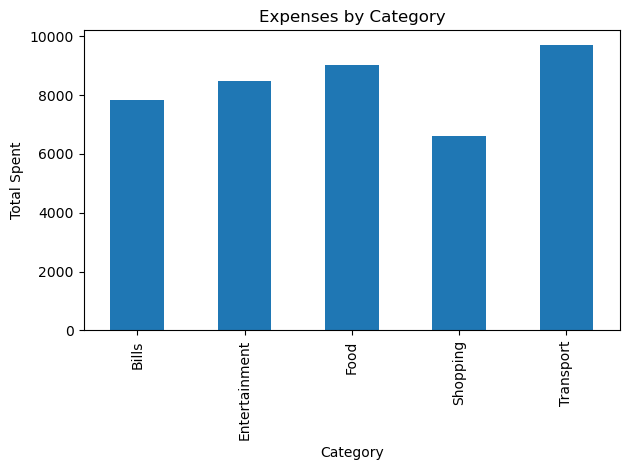 Expenses by Category
Total Spent
10000
8000
6000
4000
2000
0
Bills
Entertainment
Food
Shopping
Transport
Category